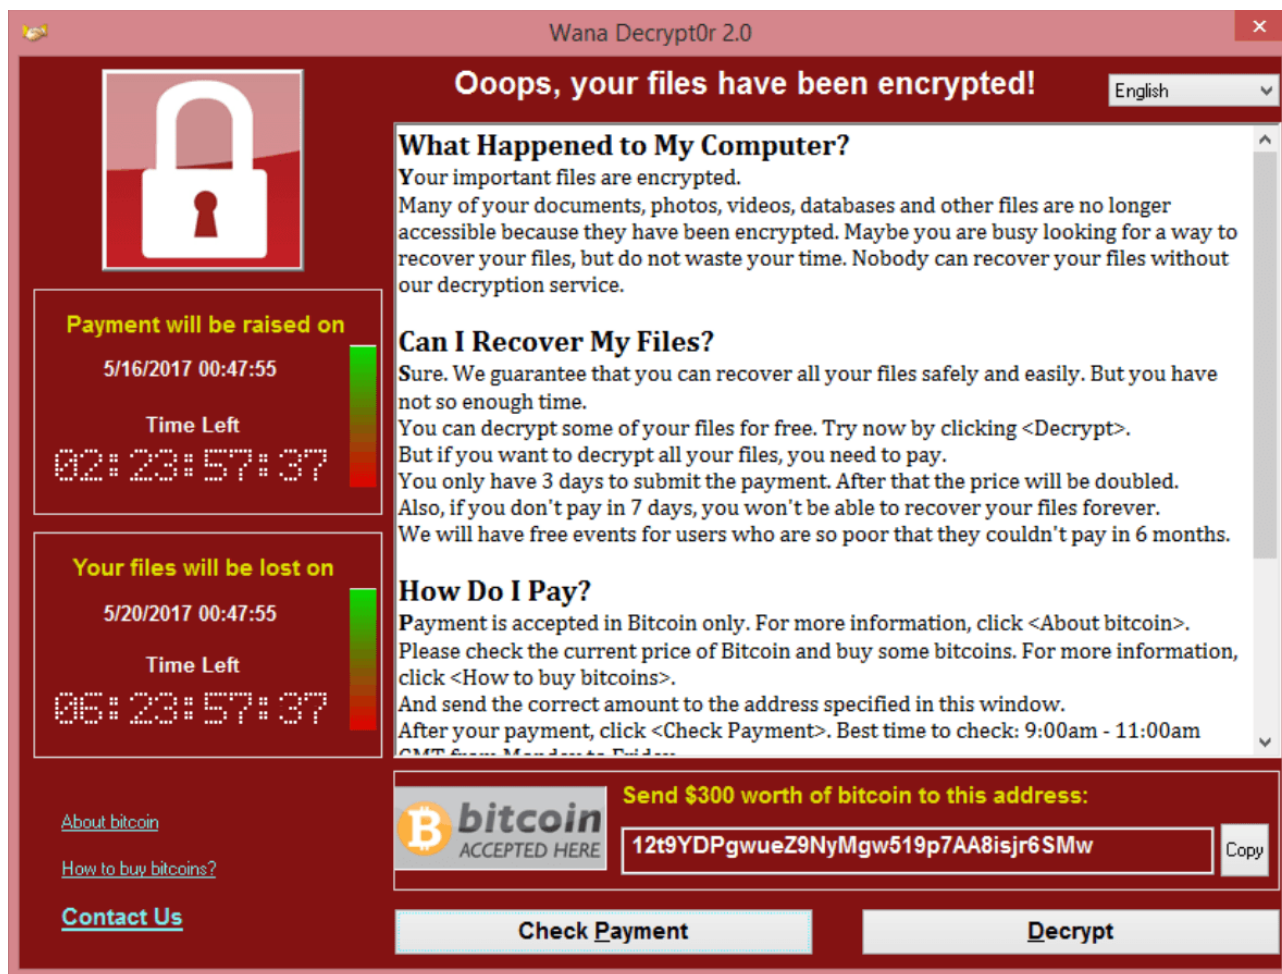 Wana Decrypt0r 2.0
Ooops, your files have been encrypted!
English
What Happened to My Computer?
Your important files are encrypted.
Many of your documents, photos, videos, databases and other files are no longer
accessible because they have been encrypted. Maybe you are busy looking for a way to
recover your files, but do not waste your time. Nobody can recover your files without
our decryption service.
Can I Recover My Files?
Sure. We guarantee that you can recover all your files safely and easily. But you have
not so enough time.
You can decrypt some of your files for free. Try now by clicking <Decrypt>.
But if you want to decrypt all your files, you need to pay.
You only have 3 days to submit the payment. After that the price will be doubled.
Also, if you don't pay in 7 days, you won't be able to recover your files forever.
We will have free events for users who are so poor that they couldn't pay in 6 months.
How Do I Pay?
Payment is accepted in Bitcoin only. For more information, click <About bitcoin>.
Please check the current price of Bitcoin and buy some bitcoins. For more information,
click <How to buy bitcoins>.
And send the correct amount to the address specified in this window.
After your payment, click <Check Payment>. Best time to check: 9:00am - 11:00am
GMT from Monday to Friday
Payment will be raised on
5/16/2017 00:47:55
Time Left
02:23:57:37
Your files will be lost on
5/20/2017 00:47:55
Time Left
06:23:57:37
About bitcoin
How to buy bitcoins?
Contact Us
bitcoin
ACCEPTED HERE
Send $300 worth of bitcoin to this address:
12t9YDPgwueZ9NyMgw519p7AA8isjr6SMw
Copy
Check Payment
Decrypt